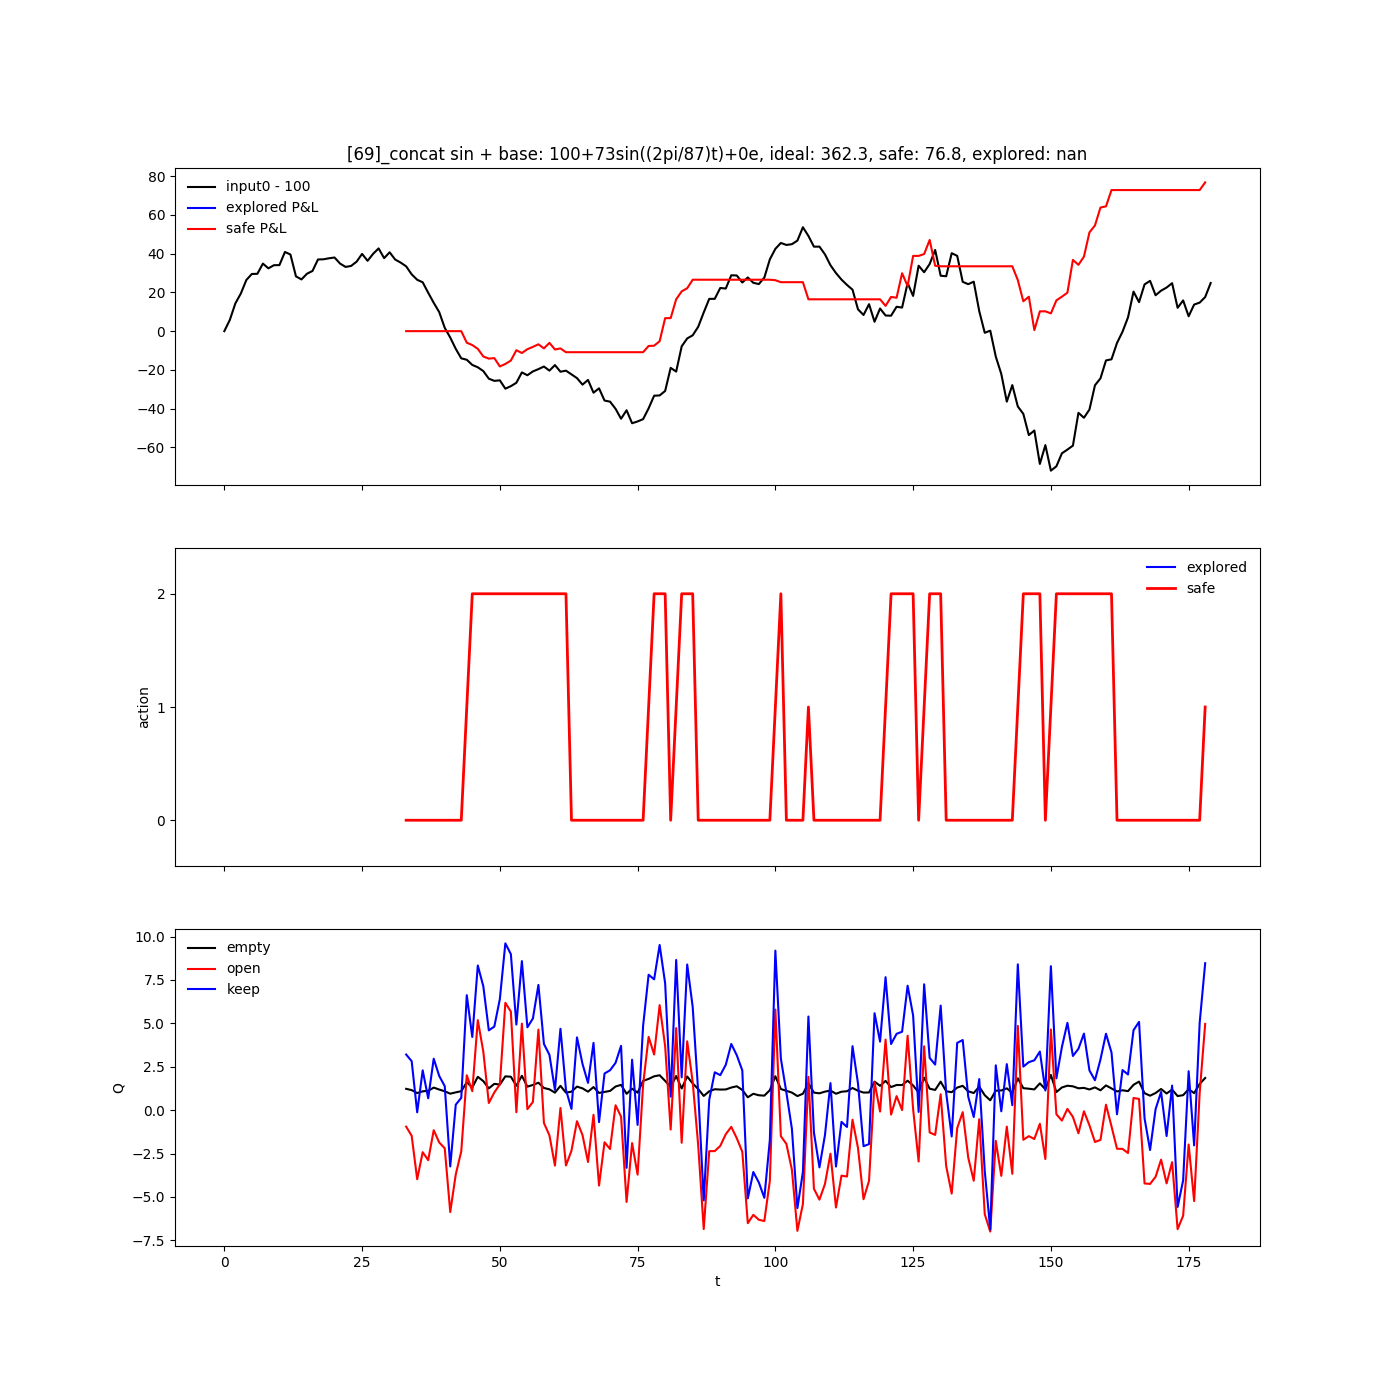 [69]_concat sin + base: 100+73sin((2pi/87)t)+0e, ideal: 362.3, safe: 76.8, explored: nan
80
60
40
20
0
−20
−40
−60
input0 - 100
explored P&L
safe P&L
2
1
0
action
explored
safe
10.0
7.5
5.0
2.5
0.0
−2.5
−5.0
−7.5
Q
empty
open
keep
0 25 50 75 100 125 150 175
t